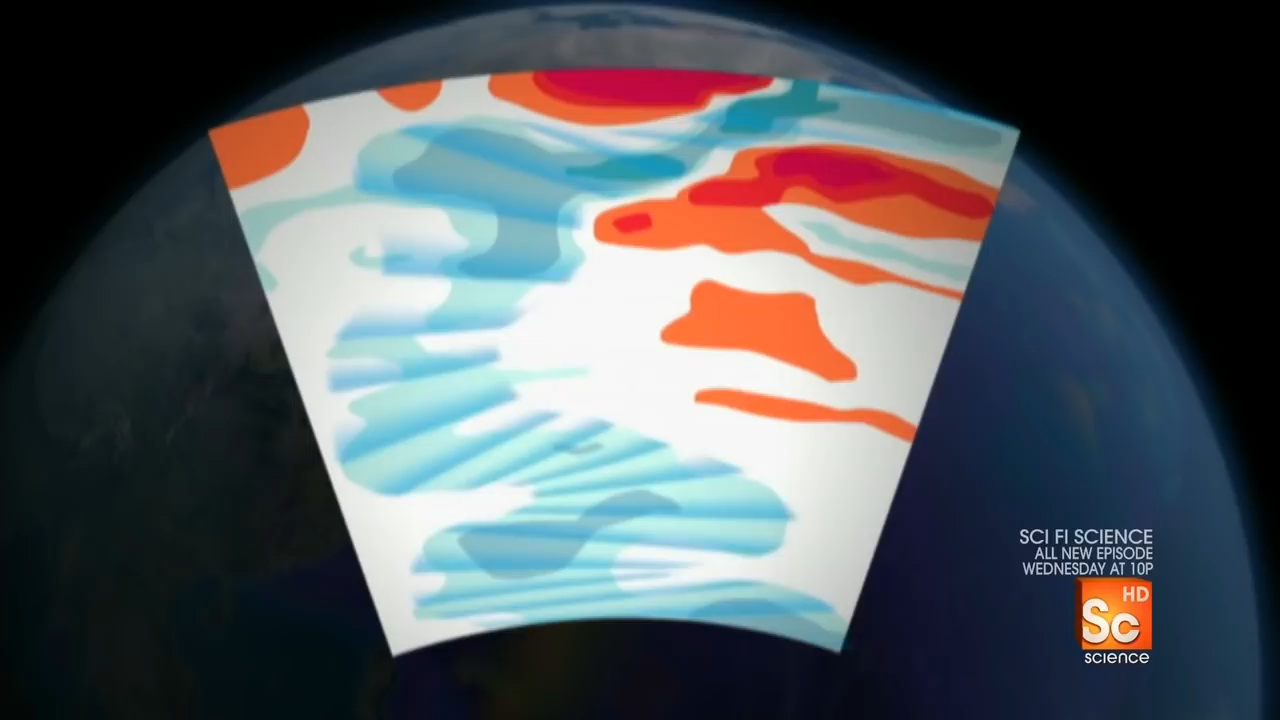 SCI FI SCIENCE
ALL NEW EPISODE
WEDNESDAY AT 10P
HD
Sc
science